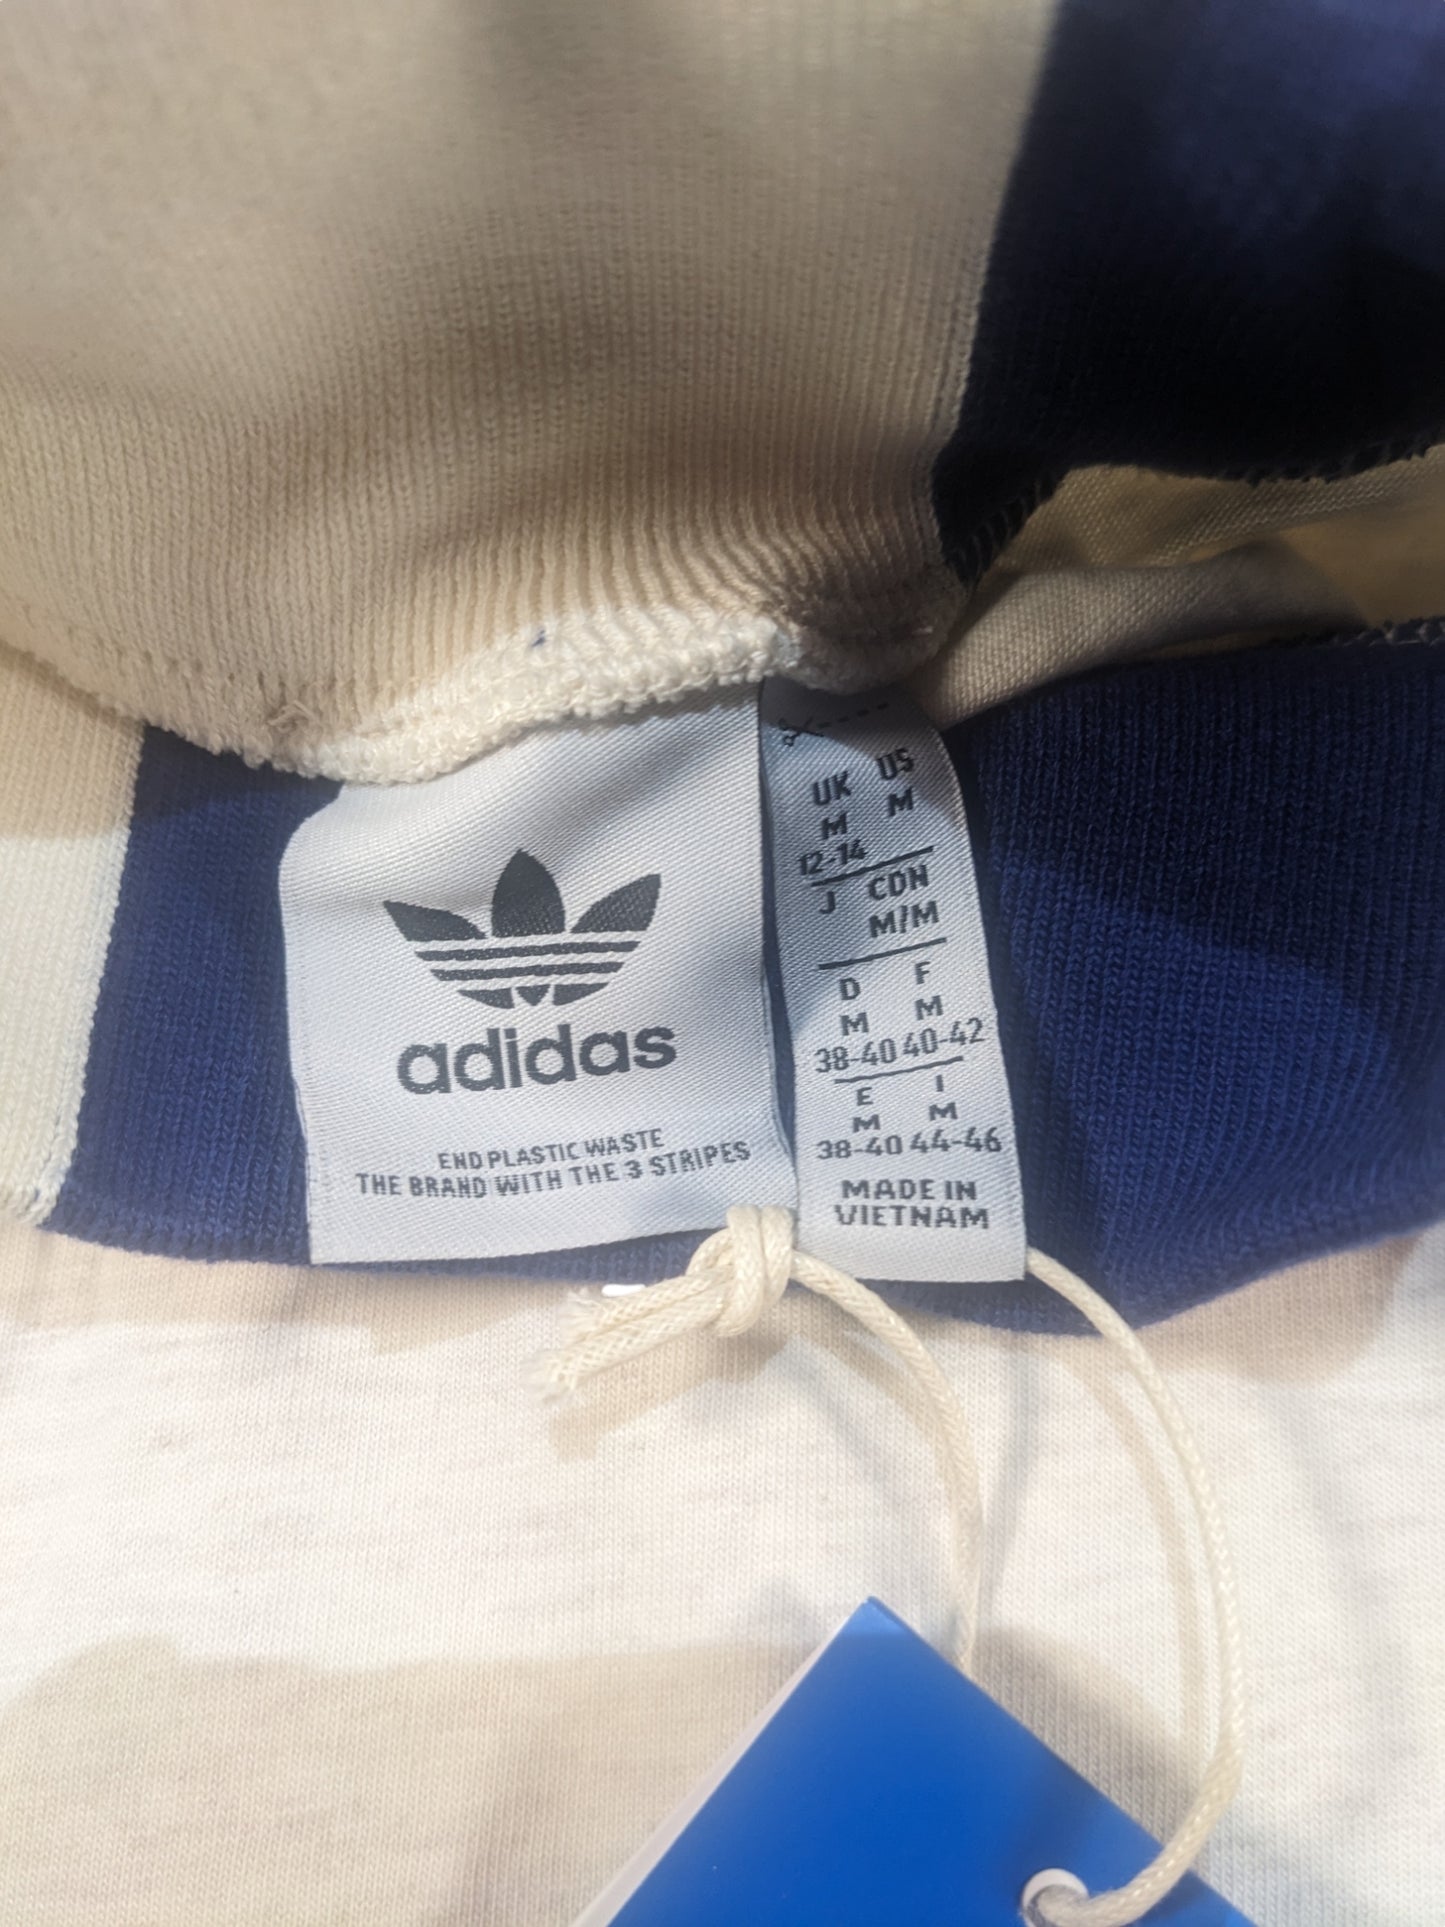 adidas
END PLASTIC WASTE
THE BRAND WITH THE 3 STRIPES
UK US
M M
12-14
J CDN
M/M
D F
M M
38-40 40-42
E I
M M
38-40 44-46
MADE IN
VIETNAM